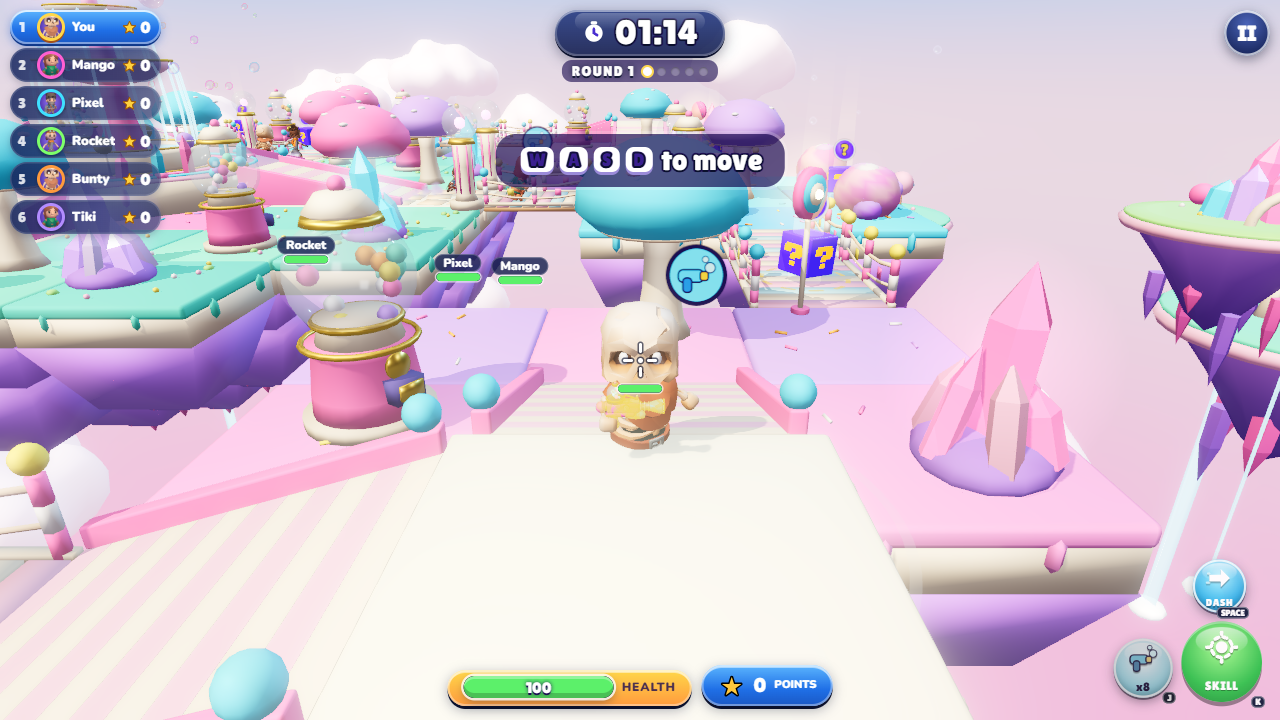 1 You 0
2 Mango 0
3 Pixel 0
4 Rocket 0
5 Bunty 0
6 Tiki 0
01:14
ROUND 1
W A S D to move
?
? ?
Rocket
Pixel
Mango
100 HEALTH
0 POINTS
DASH
SPACE
x8
J
SKILL
K